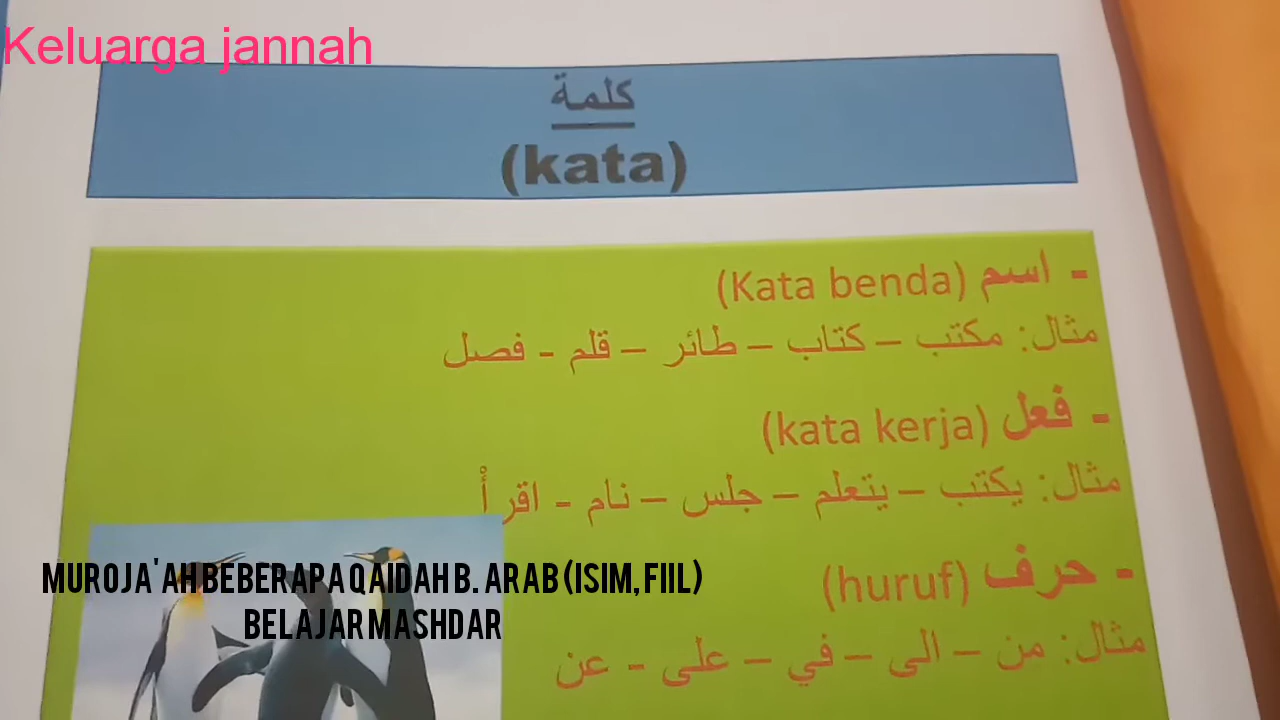 Keluarga jannah
كلمة
(kata)
- اسم (Kata benda)
مثال: مكتب – كتاب – طائر – قلم - فصل
- فعل (kata kerja)
مثال: يكتب – يتعلم – جلس – نام - اقرأْ
- حرف (huruf)
مثال: من – الى – في – على - عن
MUROJA'AH BEBERAPA QAIDAH B. ARAB (ISIM, FIIL)
BELAJAR MASHDAR